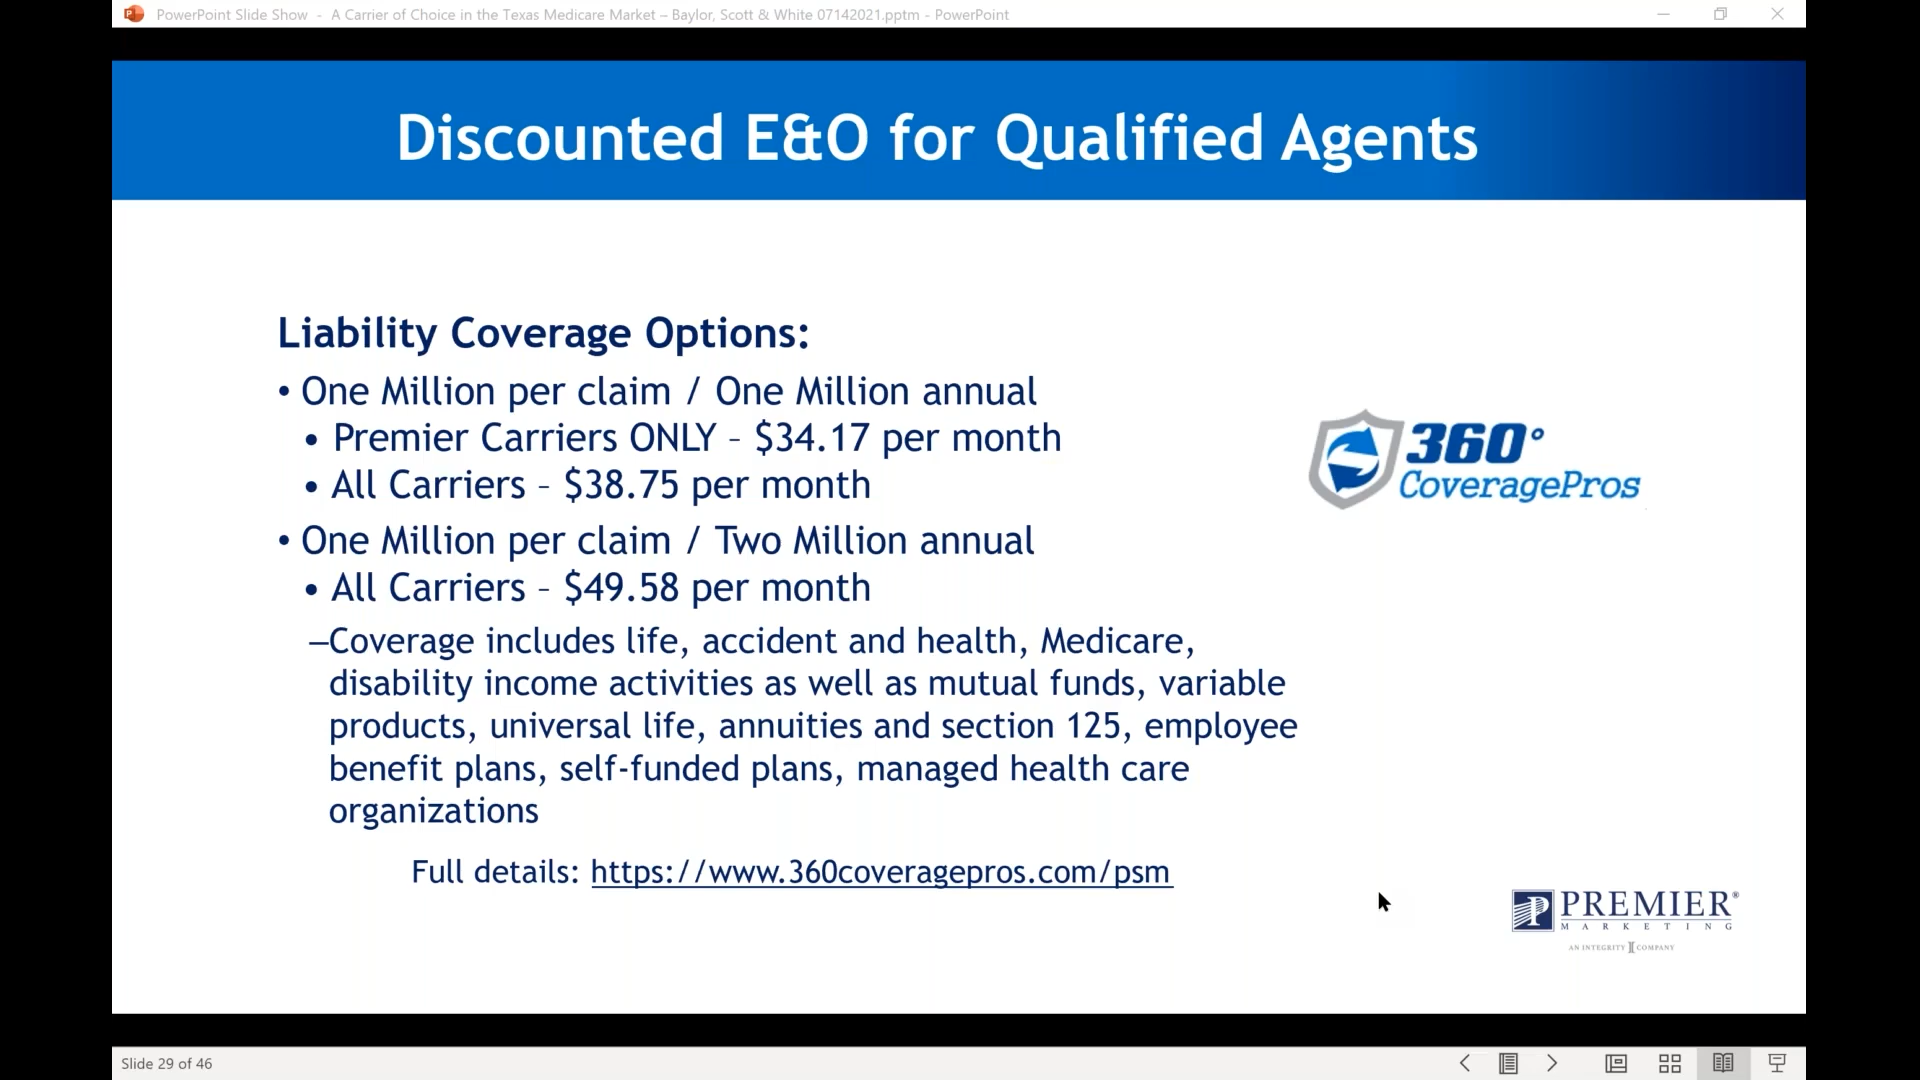 PowerPoint Slide Show - A Carrier of Choice in the Texas Medicare Market – Baylor, Scott & White 07142021.pptm - PowerPoint
Discounted E&O for Qualified Agents
Liability Coverage Options:
• One Million per claim / One Million annual
• Premier Carriers ONLY – $34.17 per month
• All Carriers – $38.75 per month
• One Million per claim / Two Million annual
• All Carriers – $49.58 per month
–Coverage includes life, accident and health, Medicare,
disability income activities as well as mutual funds, variable
products, universal life, annuities and section 125, employee
benefit plans, self-funded plans, managed health care
organizations
Full details: https://www.360coveragepros.com/psm
360°
CoveragePros
PREMIER®
MARKETING
AN INTEGRITY COMPANY
Slide 29 of 46